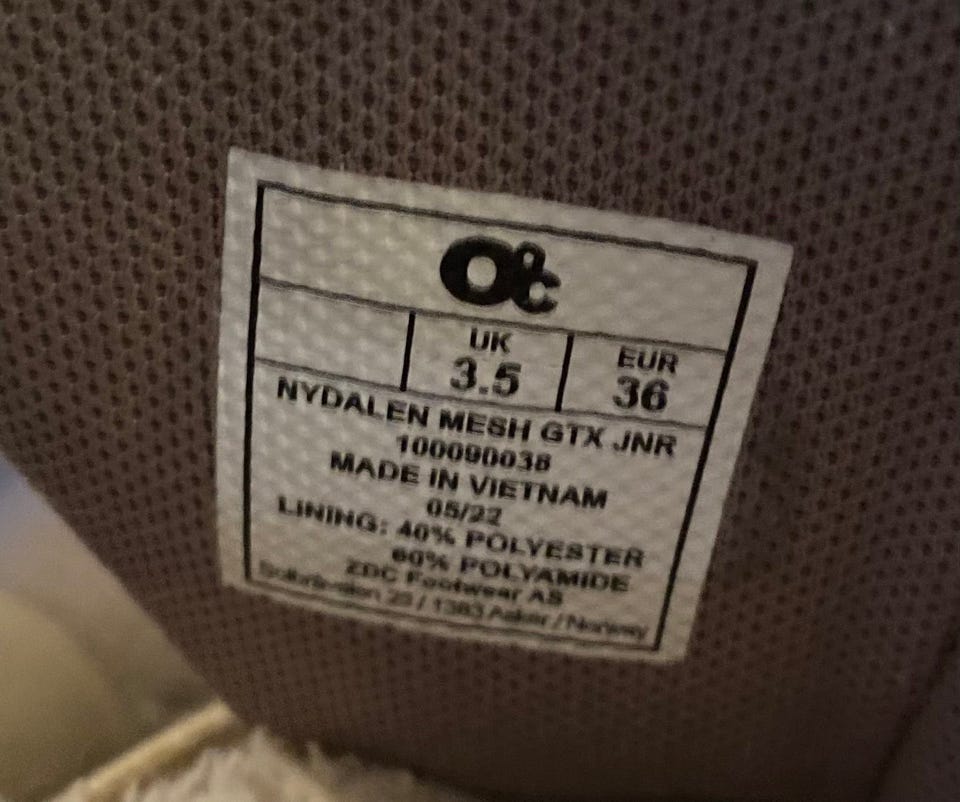 O&C
UK EUR
3.5 36
NYDALEN MESH GTX JNR
100090038
MADE IN VIETNAM
05/22
LINING: 40% POLYESTER
60% POLYAMIDE
ZDC Footwear AS
/ 1383 Asker / Norway